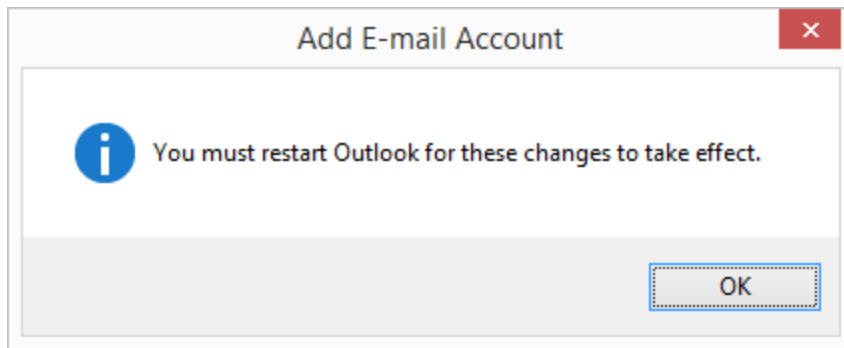 Add E-mail Account
You must restart Outlook for these changes to take effect.
OK